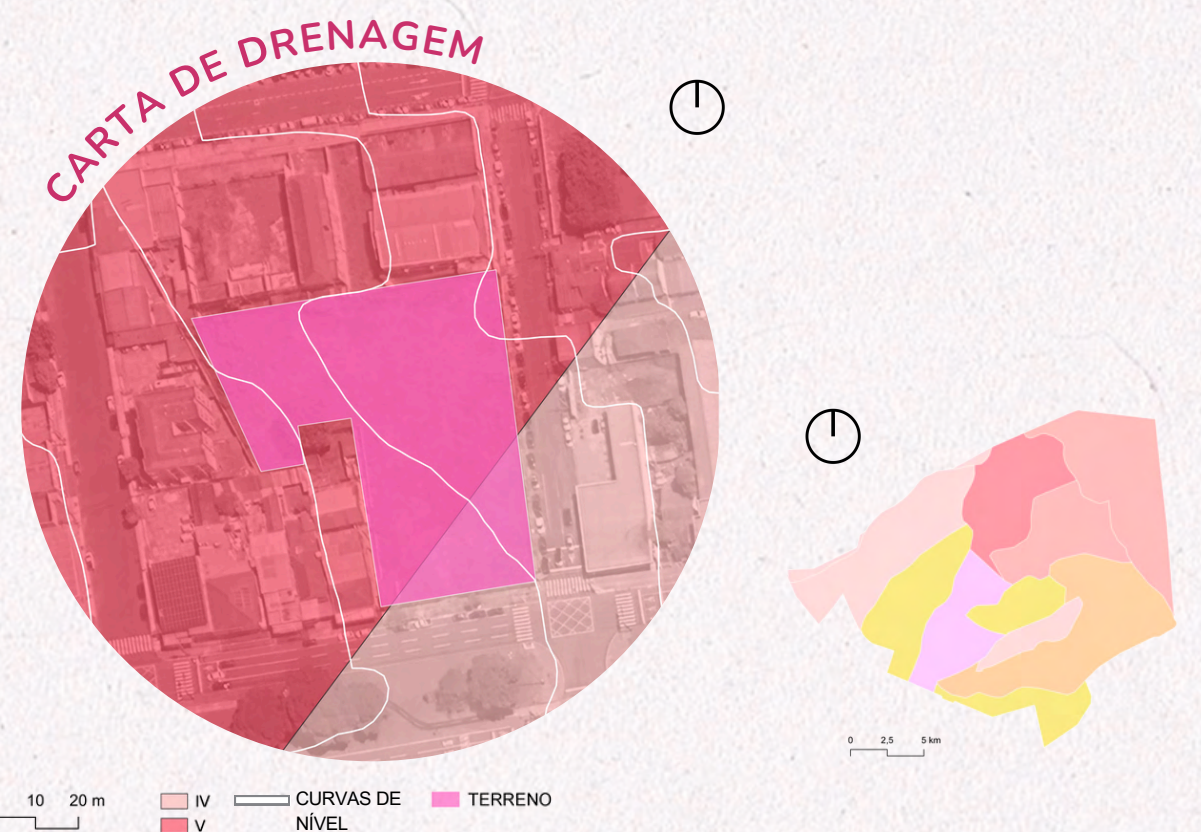 CARTA DE DRENAGEM
0 2,5 5 km
10 20 m
IV
V
CURVAS DE
NÍVEL
TERRENO